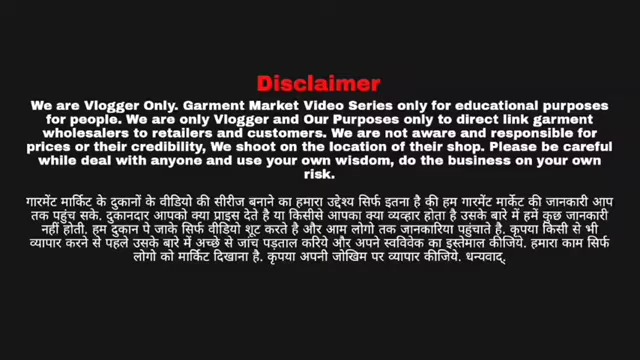 Disclaimer
We are Vlogger Only. Garment Market Video Series only for educational purposes
for people. We are only Vlogger and Our Purposes only to direct link garment
wholesalers to retailers and customers. We are not aware and responsible for
prices or their credibility, We shoot on the location of their shop. Please be careful
while deal with anyone and use your own wisdom, do the business on your own
risk.
गारमेंट मार्किट के दुकानों के वीडियो की सीरीज बनाने का हमारा उद्देश्य सिर्फ इतना है की हम गारमेंट मार्केट की जानकारी आप
तक पहुंच सके. दुकानदार आपको क्या प्राइस देते है या किसीसे आपका क्या व्यव्हार होता है उसके बारे में हमें कुछ जानकारी
नहीं होती. हम दुकान पे जाके सिर्फ वीडियो शूट करते है और आम लोगो तक जानकारिया पहुंचाते है. कृपया किसी से भी
व्यापार करने से पहले उसके बारे में अच्छे से जांच पड़ताल करिये और अपने स्वविवेक का इस्तेमाल कीजिये. हमारा काम सिर्फ
लोगो को मार्किट दिखाना है. कृपया अपनी जोखिम पर व्यापार कीजिये. धन्यवाद्.